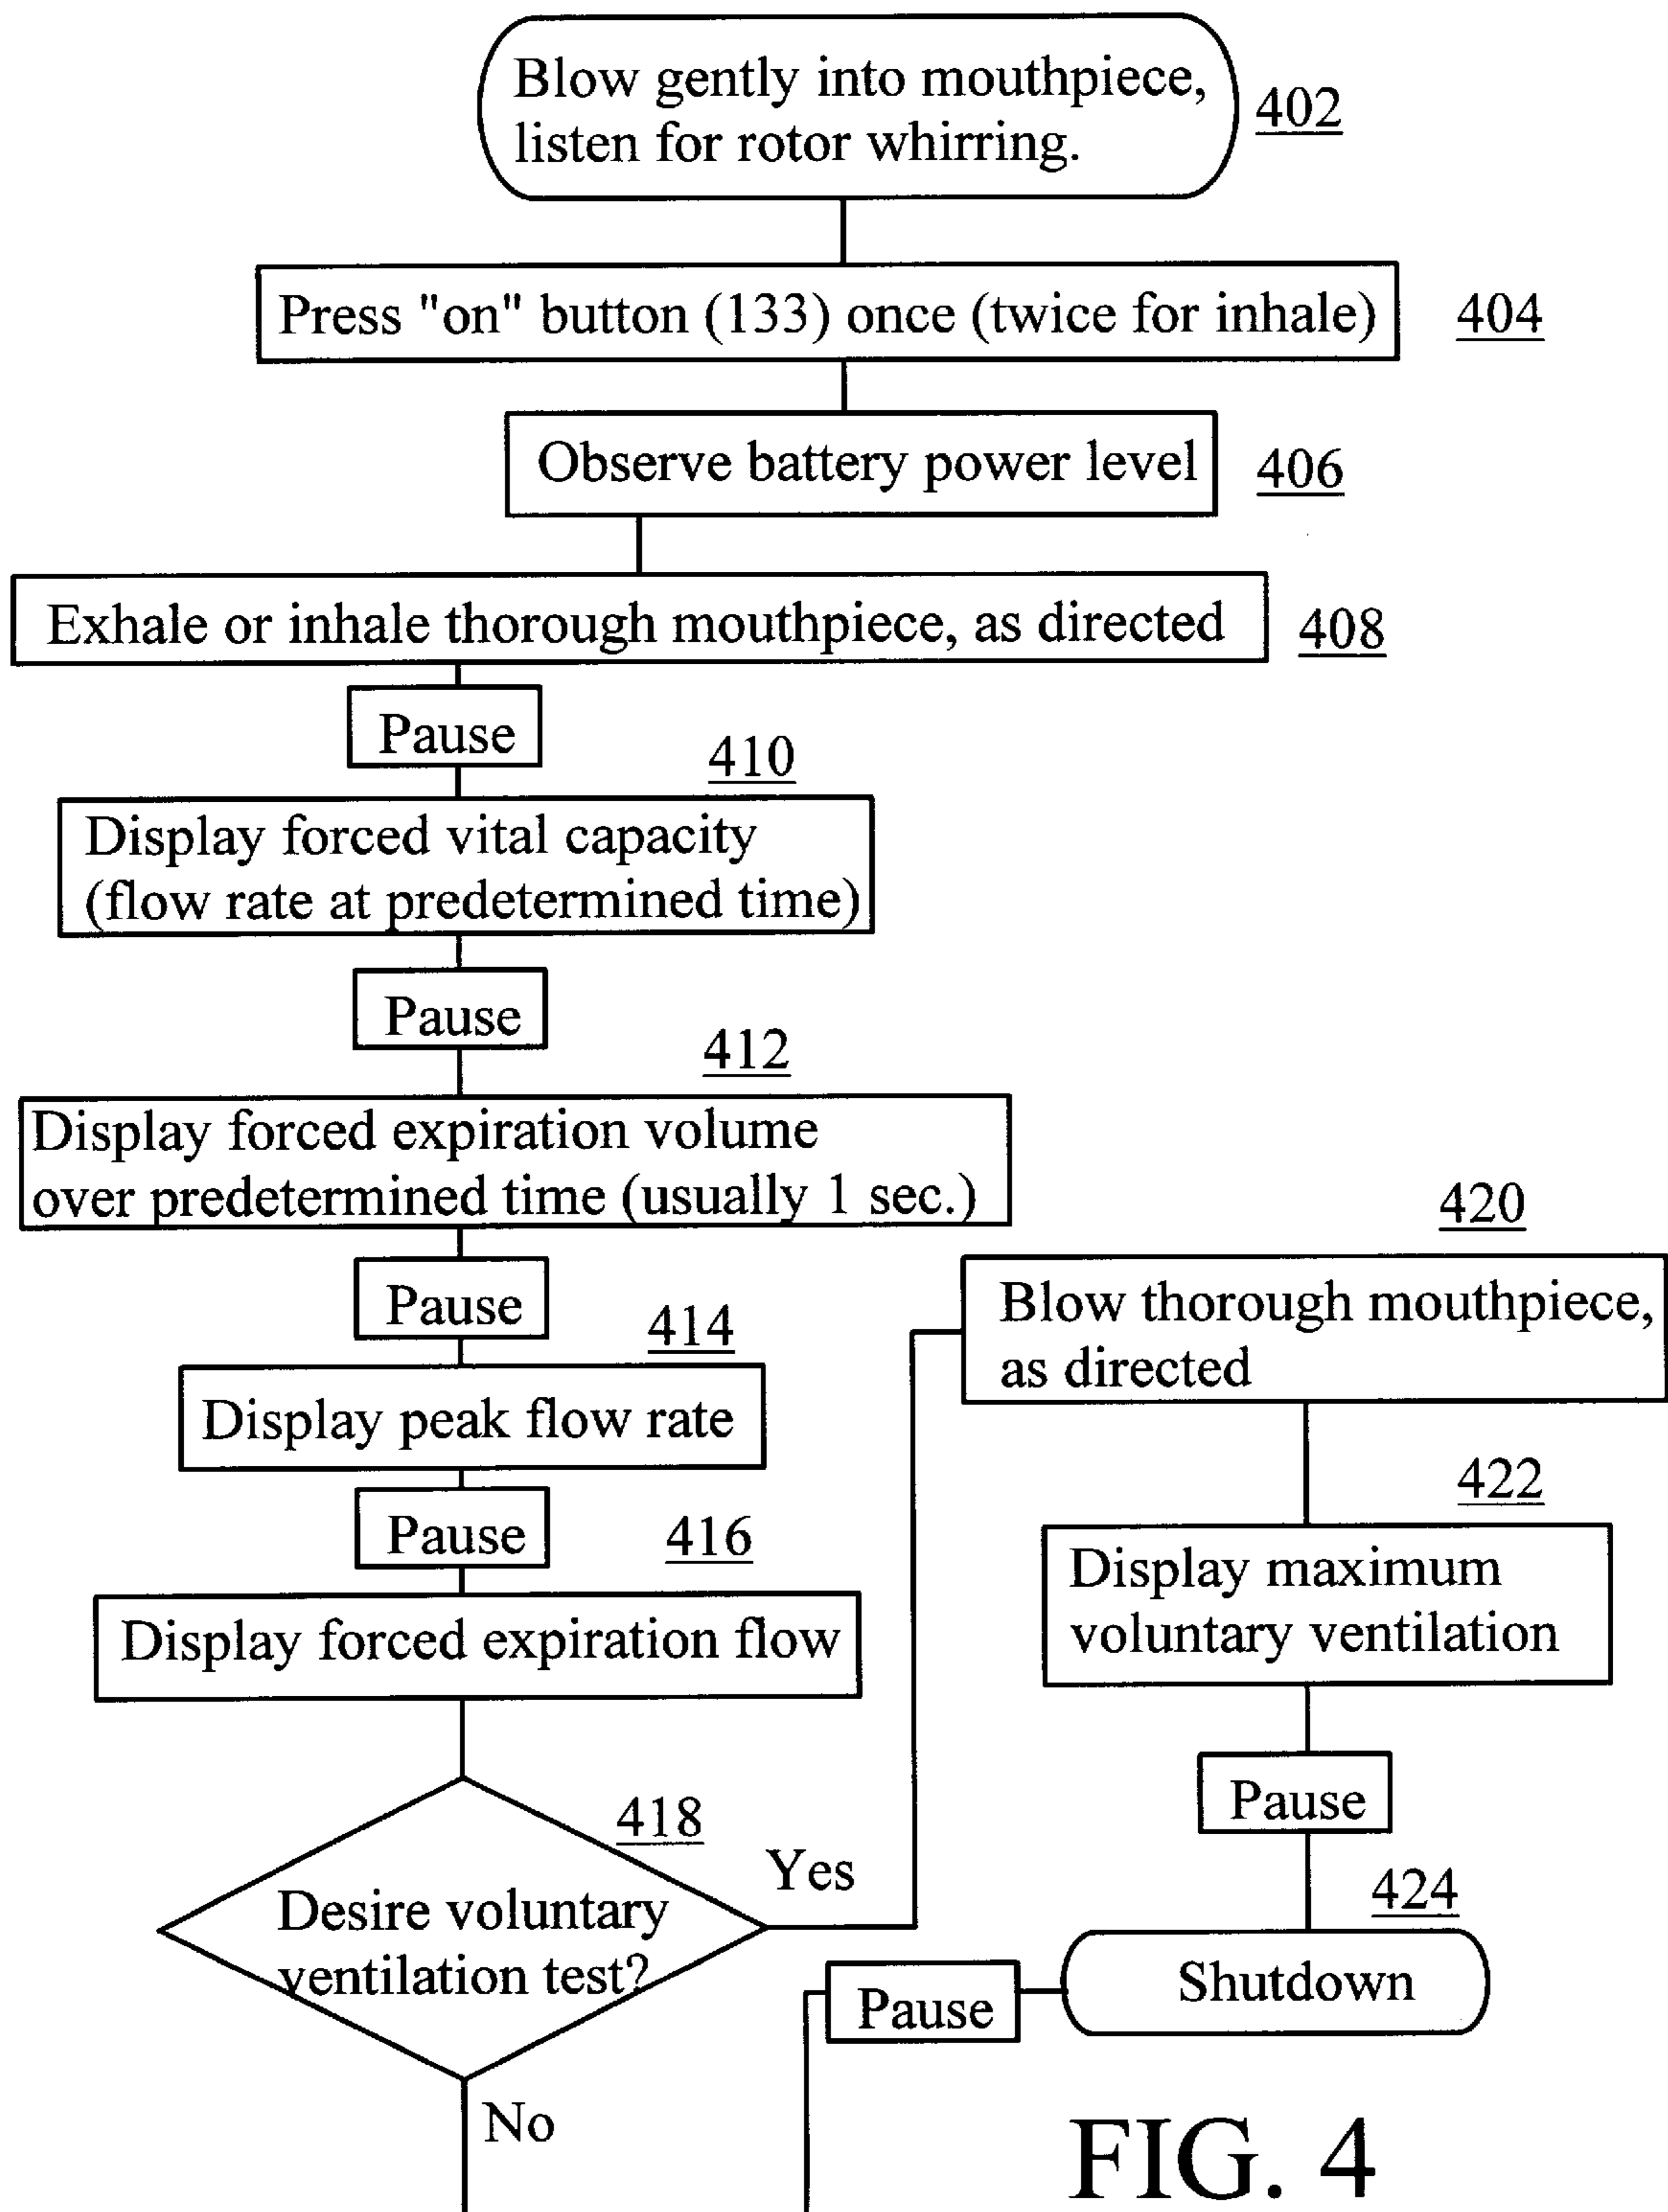 Blow gently into mouthpiece,
listen for rotor whirring.
402
Press "on" button (133) once (twice for inhale)
404
Observe battery power level
406
Exhale or inhale thorough mouthpiece, as directed
408
Pause
410
Display forced vital capacity
(flow rate at predetermined time)
Pause
412
Display forced expiration volume
over predetermined time (usually 1 sec.)
Pause
414
Display peak flow rate
Pause
416
Display forced expiration flow
418
Desire voluntary
ventilation test?
Yes
No
420
Blow thorough mouthpiece,
as directed
422
Display maximum
voluntary ventilation
Pause
424
Shutdown
Pause
FIG. 4